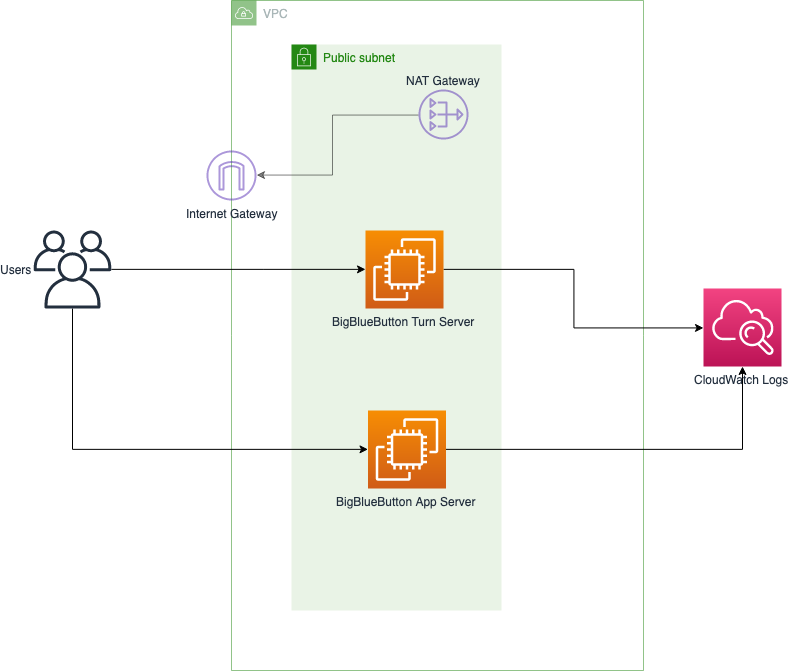 VPC
Public subnet
NAT Gateway
Internet Gateway
Users
BigBlueButton Turn Server
CloudWatch Logs
BigBlueButton App Server